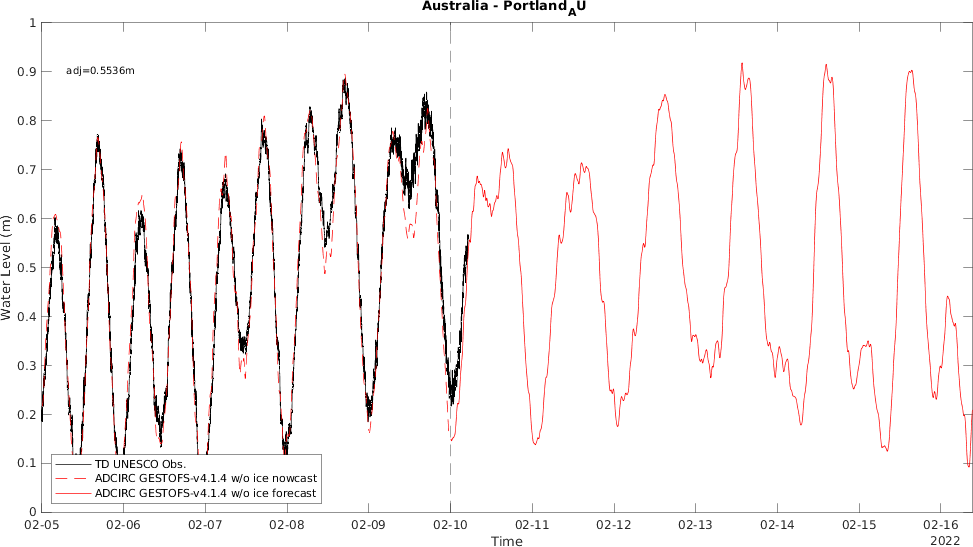 Australia - Portland_AU
1
0.9
0.8
0.7
0.6
0.5
0.4
0.3
0.2
0.1
0
adj=0.5536m
Water Level (m)
TD UNESCO Obs.
ADCIRC GESTOFS-v4.1.4 w/o ice nowcast
ADCIRC GESTOFS-v4.1.4 w/o ice forecast
02-05 02-06 02-07 02-08 02-09 02-10 02-11 02-12 02-13 02-14 02-15 02-16
Time
2022